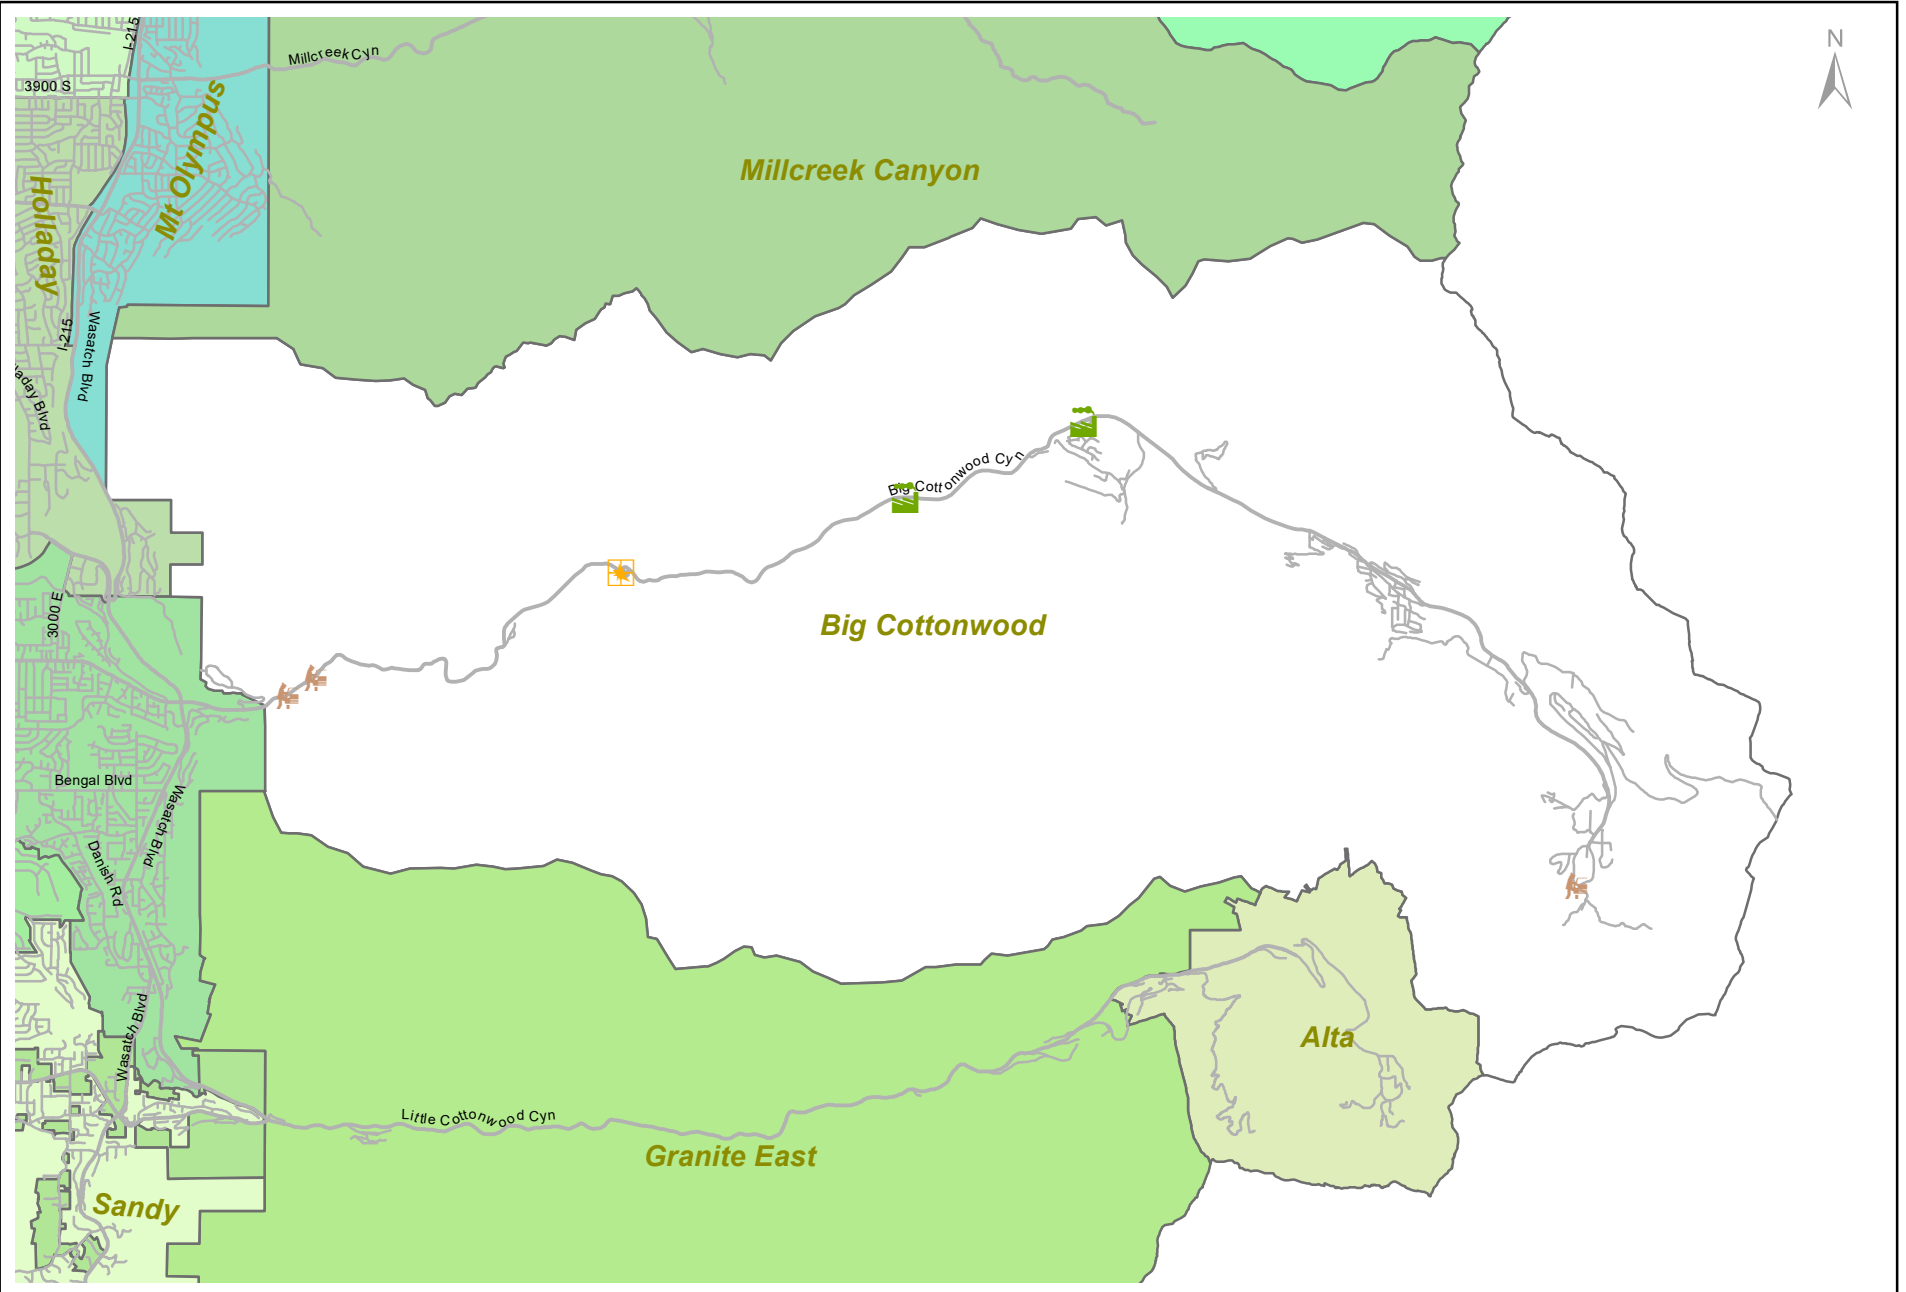 I-215
Millcreek Cyn
N
3900 S
Mt Olympus
Millcreek Canyon
Holladay
I-215
Wasatch Blvd
aday Blvd
Big Cottonwood Cyn
3000 E
Big Cottonwood
Bengal Blvd
Wasatch Blvd
Danish Rd
Wasatch Blvd
Alta
Little Cottonwood Cyn
Granite East
Sandy